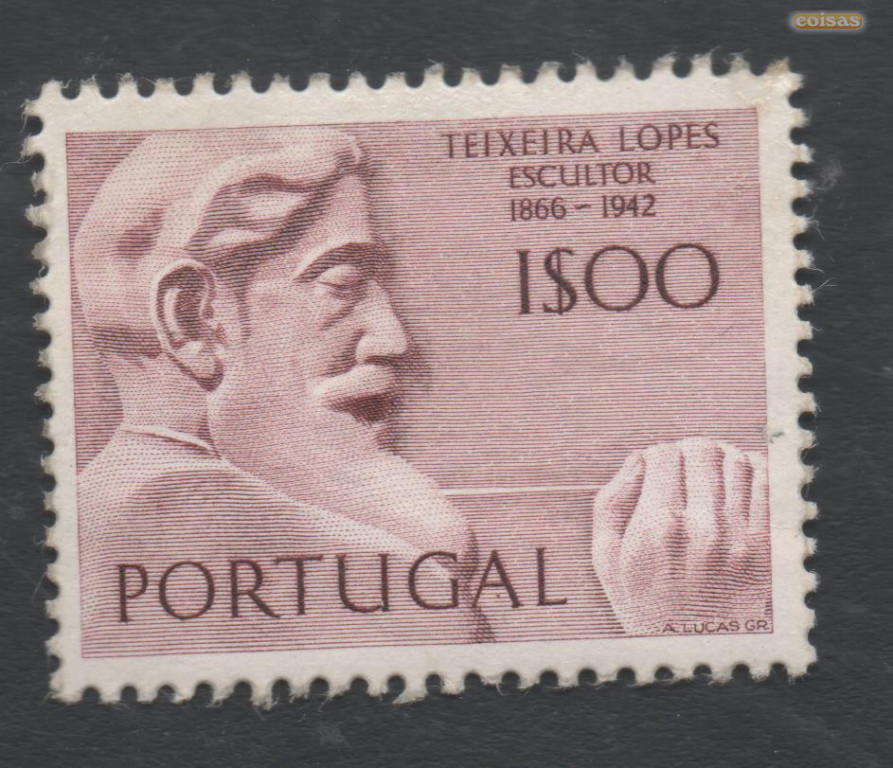 coisas
TEIXEIRA LOPES
ESCULTOR
1866 - 1942
1$00
PORTUGAL
A. LUCAS GR.